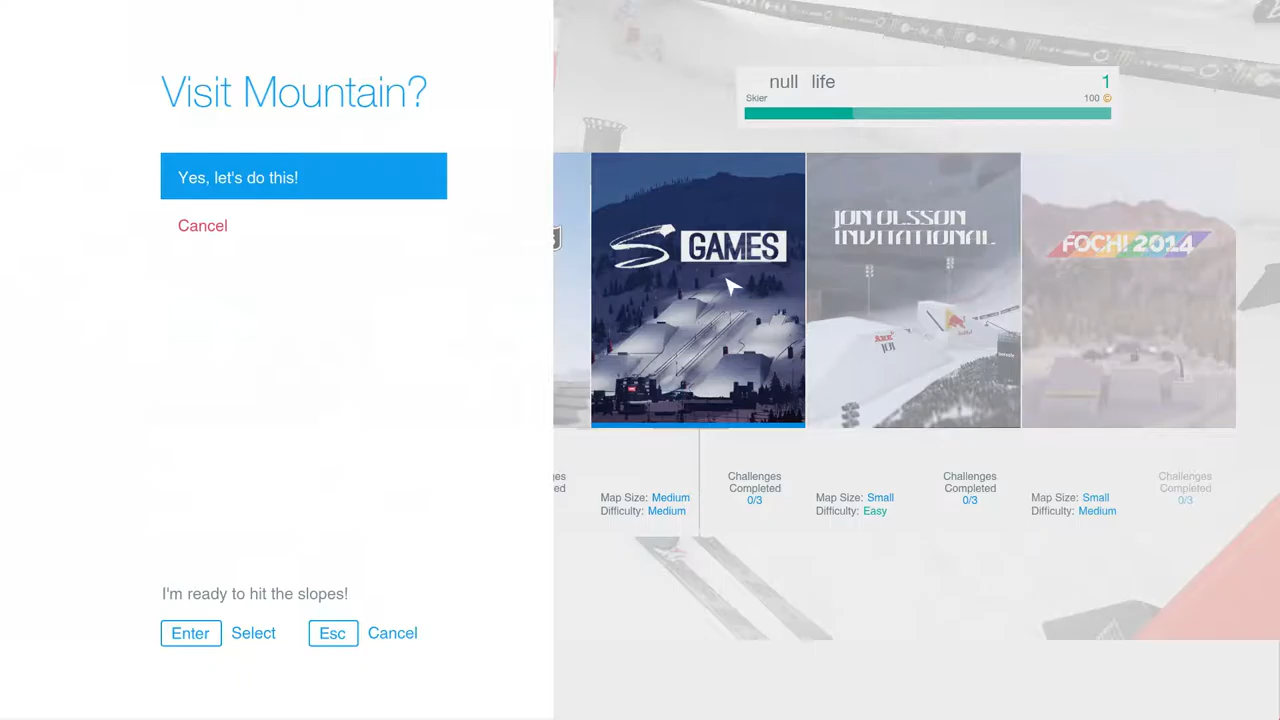 Visit Mountain?
Yes, let's do this!
Cancel
I'm ready to hit the slopes!
Enter Select Esc Cancel
null life 1
Skier 100
S GAMES
JON OLSSON
INVITATIONAL
FOCHI 2014
Map Size: Medium
Difficulty: Medium
Challenges
Completed
0/3
Map Size: Small
Difficulty: Easy
Challenges
Completed
0/3
Map Size: Small
Difficulty: Medium
Challenges
Completed
0/3